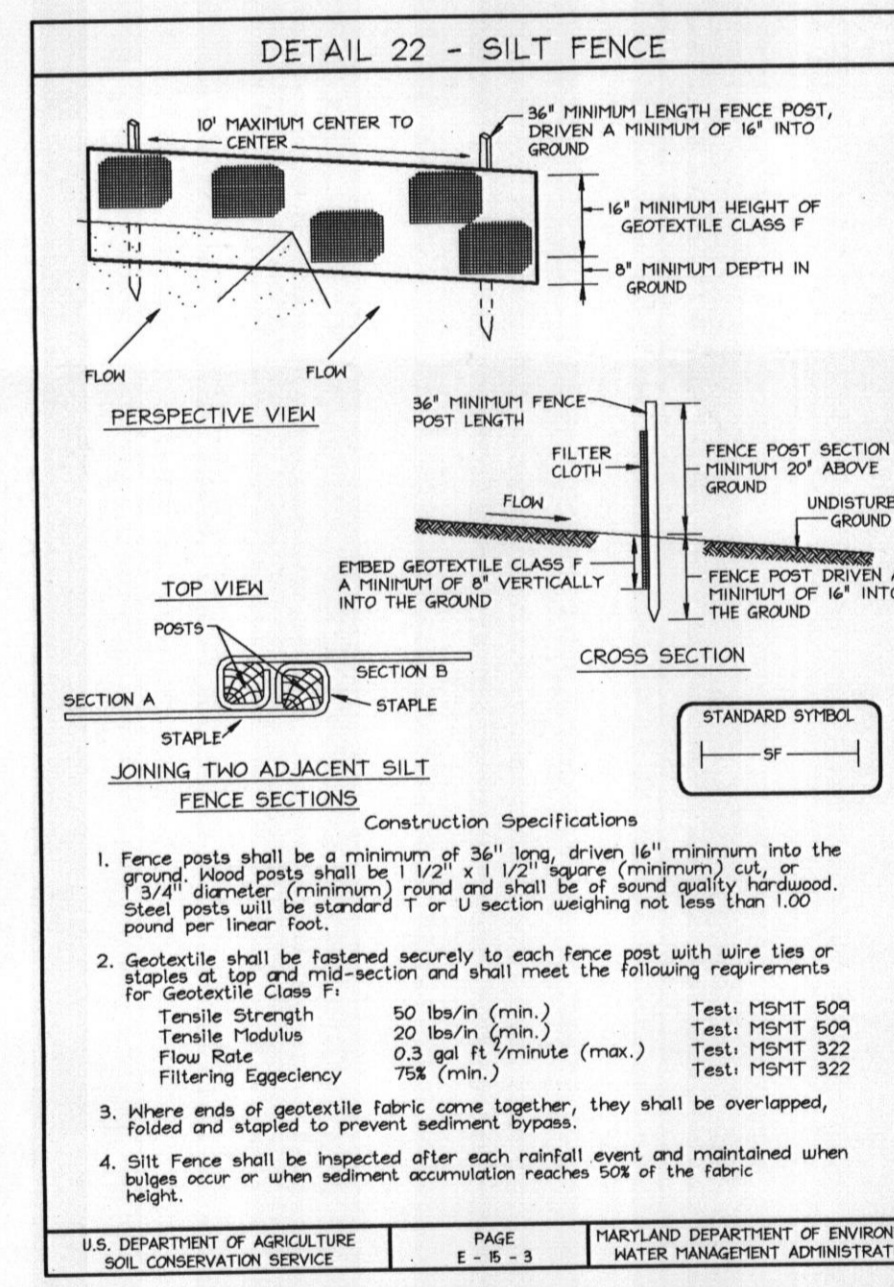 DETAIL 22 - SILT FENCE
10' MAXIMUM CENTER TO
CENTER
36" MINIMUM LENGTH FENCE POST,
DRIVEN A MINIMUM OF 16" INTO
GROUND
16" MINIMUM HEIGHT OF
GEOTEXTILE CLASS F
8" MINIMUM DEPTH IN
GROUND
FLOW
FLOW
PERSPECTIVE VIEW
36" MINIMUM FENCE
POST LENGTH
FILTER
CLOTH
FLOW
FENCE POST SECTION
MINIMUM 20" ABOVE
GROUND
UNDISTURBE
GROUND
EMBED GEOTEXTILE CLASS F
A MINIMUM OF 8" VERTICALLY
INTO THE GROUND
FENCE POST DRIVEN A
MINIMUM OF 16" INTO
THE GROUND
CROSS SECTION
TOP VIEW
POSTS
SECTION B
SECTION A
STAPLE
STAPLE
JOINING TWO ADJACENT SILT
FENCE SECTIONS
STANDARD SYMBOL
SF
Construction Specifications
1. Fence posts shall be a minimum of 36" long, driven 16" minimum into the
ground. Wood posts shall be 1 1/2" x 1 1/2" square (minimum) cut, or
1 3/4" diameter (minimum) round and shall be of sound quality hardwood.
Steel posts will be standard T or U section weighing not less than 1.00
pound per linear foot.
2. Geotextile shall be fastened securely to each fence post with wire ties or
staples at top and mid-section and shall meet the following requirements
for Geotextile Class F:
Tensile Strength 50 lbs/in (min.) Test: MSMT 509
Tensile Modulus 20 lbs/in (min.) Test: MSMT 509
Flow Rate 0.3 gal ft²/minute (max.) Test: MSMT 322
Filtering Eggeciency 75% (min.) Test: MSMT 322
3. Where ends of geotextile fabric come together, they shall be overlapped,
folded and stapled to prevent sediment bypass.
4. Silt Fence shall be inspected after each rainfall event and maintained when
bulges occur or when sediment accumulation reaches 50% of the fabric
height.
U.S. DEPARTMENT OF AGRICULTURE
SOIL CONSERVATION SERVICE
PAGE
E - 15 - 3
MARYLAND DEPARTMENT OF ENVIRON
WATER MANAGEMENT ADMINISTRAT